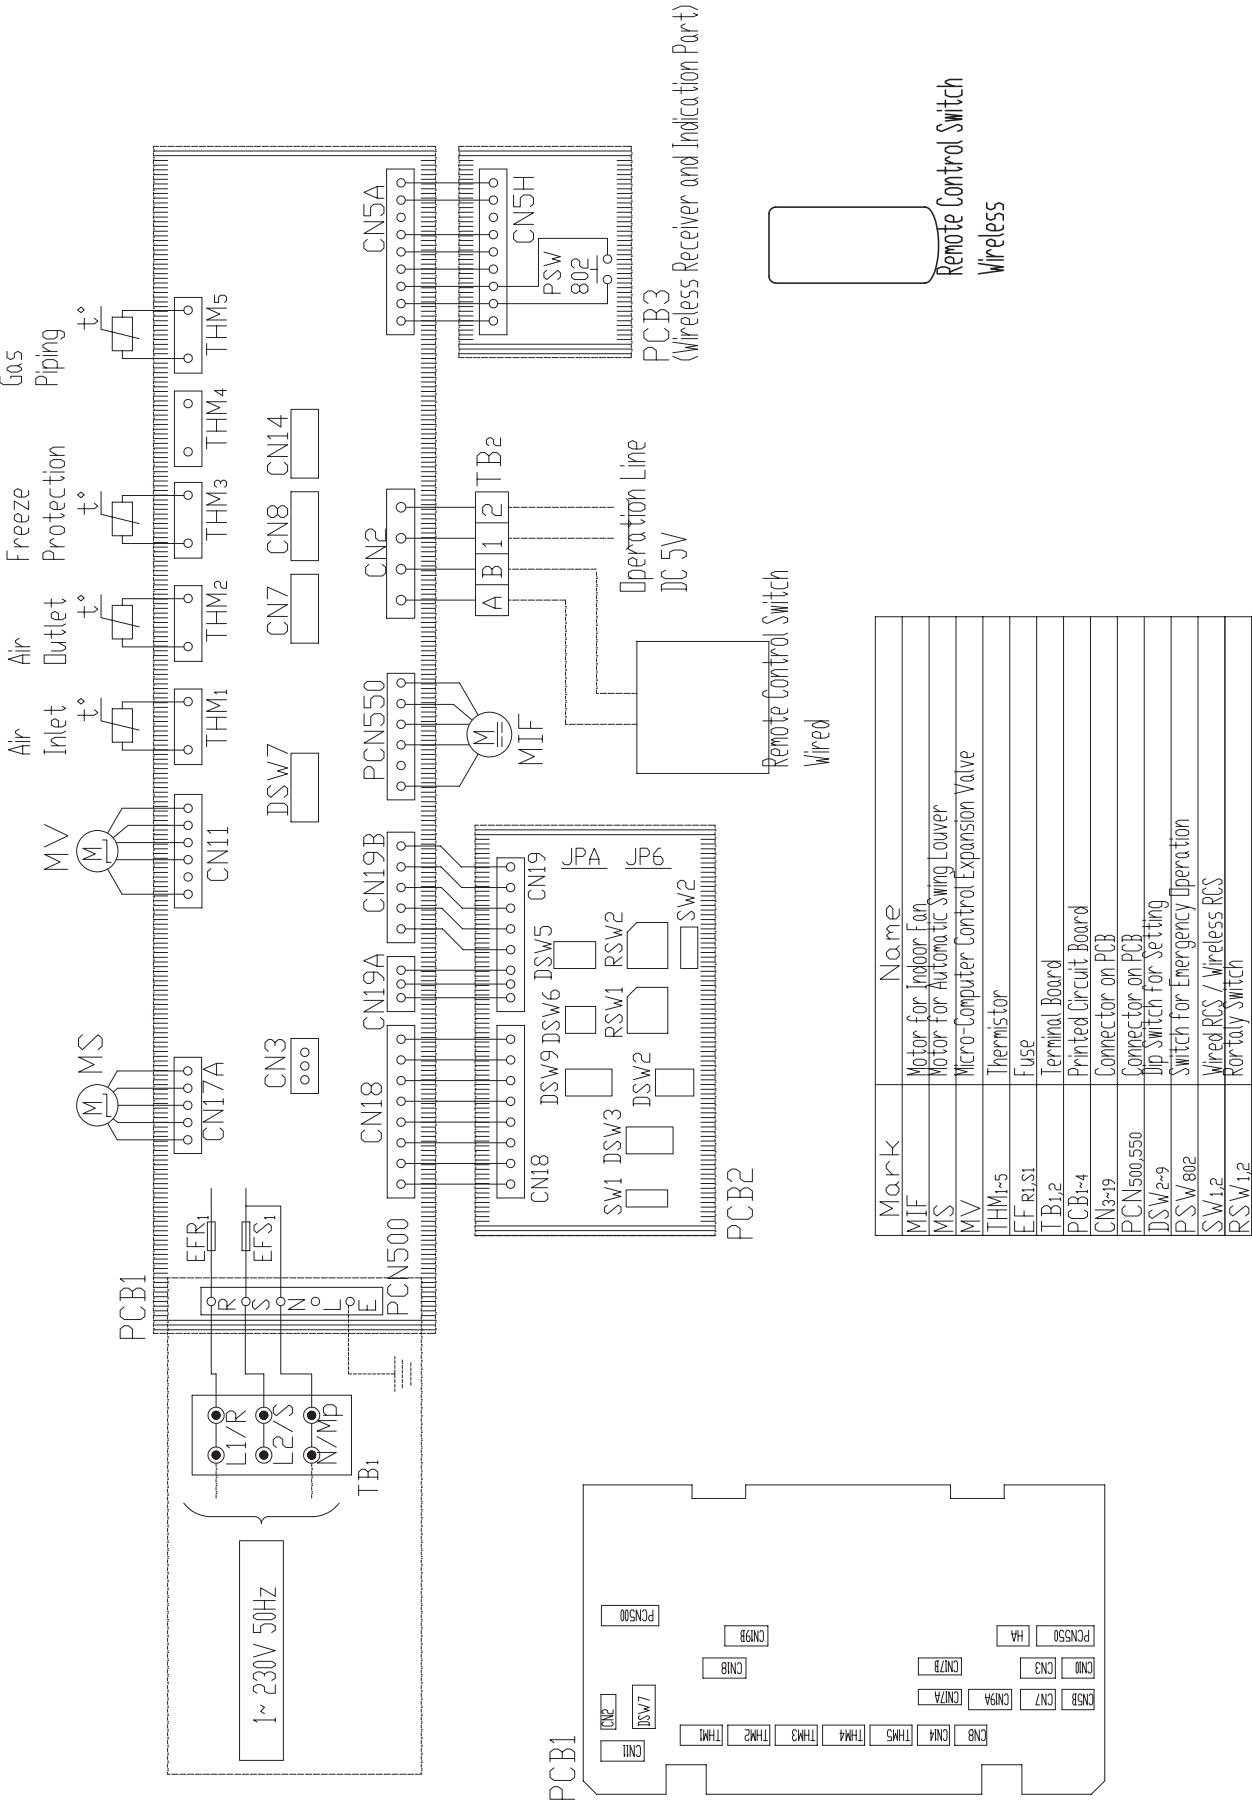 1~ 230V 50Hz
TB1
L1/R
L2/S
N/Mp
PCB1
EFR1
EFS1
R
S
N
L
E
PCN500
MS
M
CN17A
MV
M
CN11
Air
Inlet
t°
THM1
Air
Outlet
t°
THM2
Freeze
Protection
t°
THM3
THM4
Gas
Piping
t°
THM5
CN3
DSW7
CN7
CN8
CN14
CN18
CN19A
CN19B
PCN550
CN2
CN5A
M
MIF
A
B
1
2
TB2
Operation Line
DC 5V
Remote Control Switch
Wired
CN5H
PSW
802
PCB3
(Wireless Receiver and Indication Part)
Remote Control Switch
Wireless
CN18
CN19
DSW9
DSW6
DSW5
JPA
SW1
DSW3
DSW2
RSW1
RSW2
JP6
SW2
PCB2
PCB1
CN11
CN2
DSW7
PCN500
THM1
THM2
THM3
THM4
THM5
CN14
CN8
CN18
CN19B
CN17A
CN17B
CN19A
CN7
CN3
HA
CN5B
CN10
PCN550
Mark Name
MIF Motor for Indoor Fan
MS Motor for Automatic Swing Louver
MV Micro-Computer Control Expansion Valve
THM1~5 Thermistor
EFR1,S1 Fuse
TB1,2 Terminal Board
PCB1~4 Printed Circuit Board
CN3~19 Connector on PCB
PCN500,550 Connector on PCB
DSW2~9 Dip Switch for Setting
PSW802 Switch for Emergency Operation
SW1,2 Wired RCS / Wireless RCS
RSW1,2 Rortaly Switch